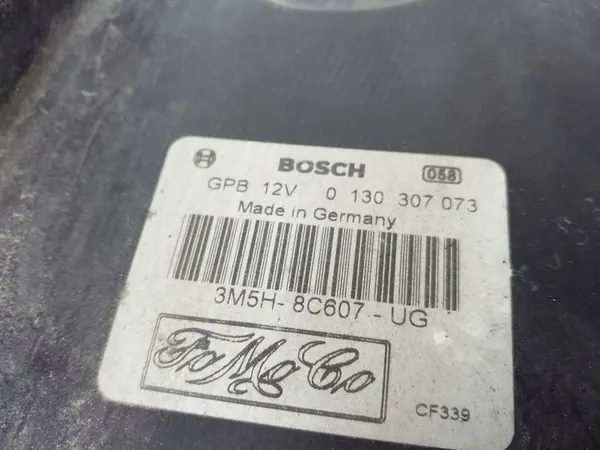 BOSCH 058
GPB 12V 0 130 307 073
Made in Germany
3M5H- 8C607 - UG
FoMoCo
CF339